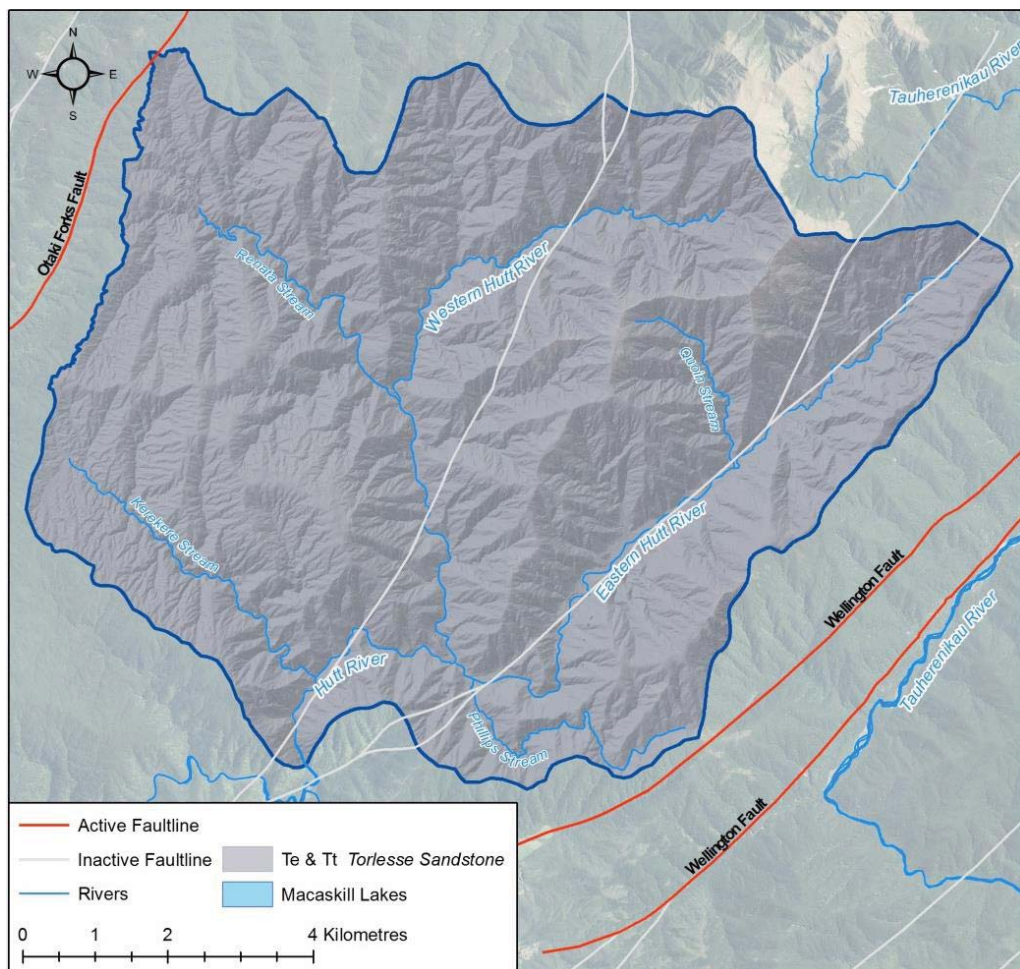 N
W
E
S
Tauherenikau River
Otaki Forks Fault
Renata Stream
Western Hutt River
Quoin Stream
Korekere Stream
Eastern Hutt River
Hutt River
Phillips Stream
Wellington Fault
Tauherenikau River
Wellington Fault
Active Faultline
Inactive Faultline
Te & Tt Torlesse Sandstone
Rivers
Macaskill Lakes
0 1 2 4 Kilometres